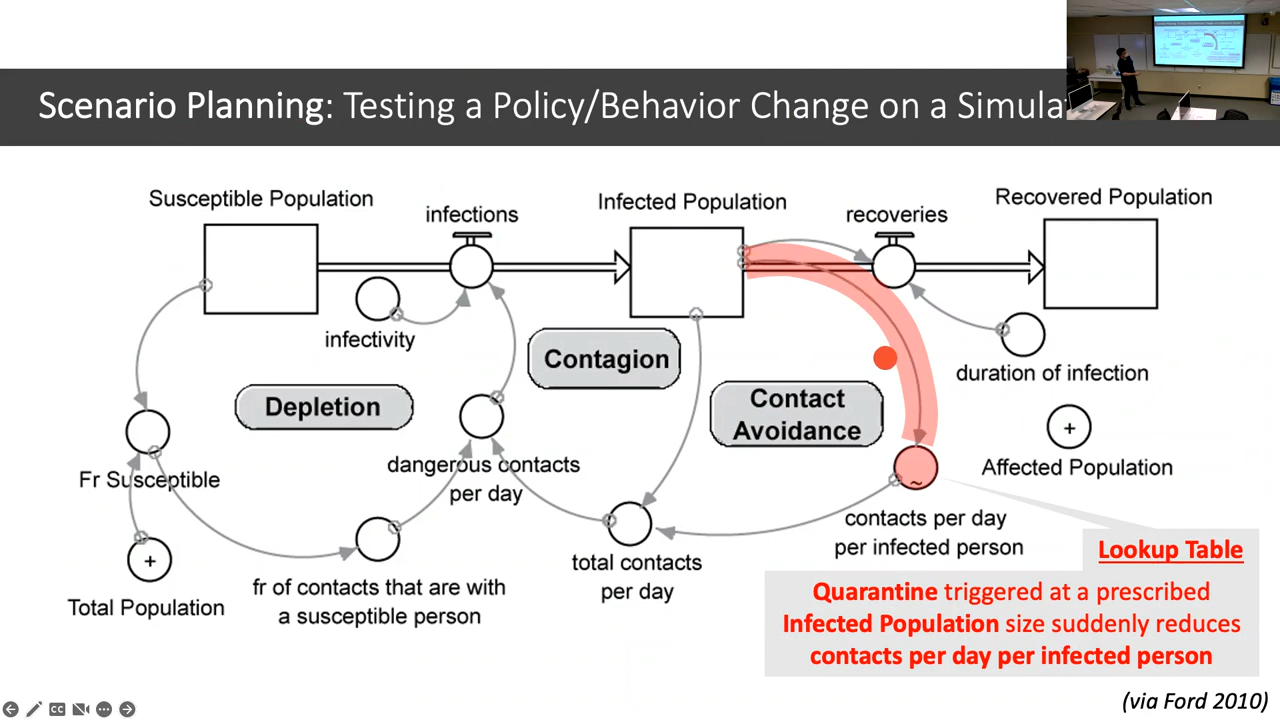 Scenario Planning: Testing a Policy/Behavior Change on a Simula
Susceptible Population
infections
Infected Population
recoveries
Recovered Population
infectivity
Contagion
duration of infection
Depletion
Contact
Avoidance
+
Affected Population
Fr Susceptible
dangerous contacts
per day
~
contacts per day
per infected person
+
Total Population
fr of contacts that are with
a susceptible person
total contacts
per day
Lookup Table
Quarantine triggered at a prescribed
Infected Population size suddenly reduces
contacts per day per infected person
CC
(via Ford 2010)